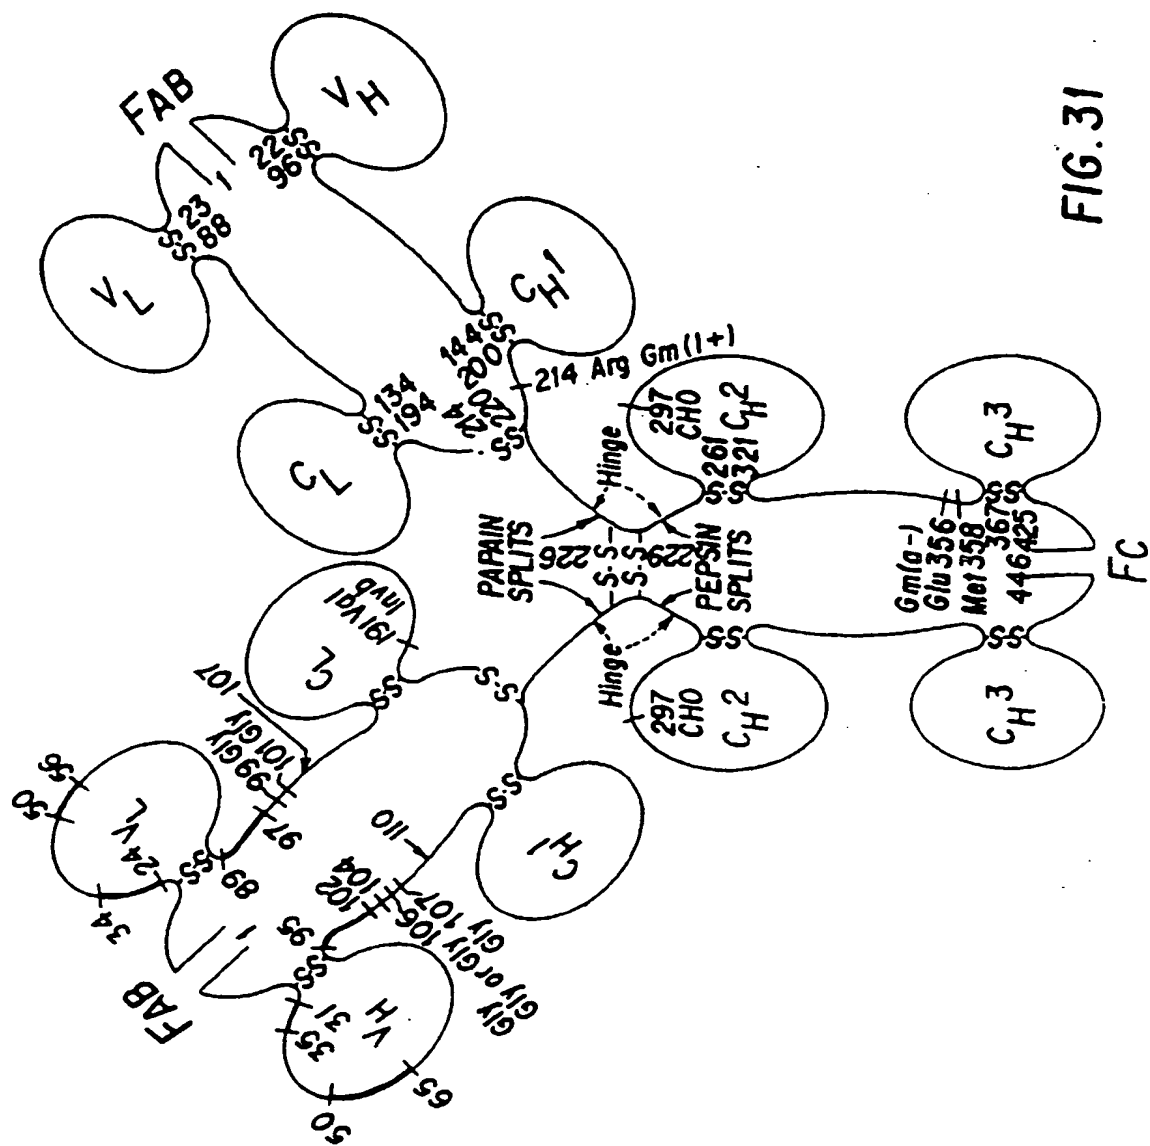 FAB
V_L
V_H
23
88
S
S
22
96
S
S
C_L
C_H1
134
194
S
S
144
200
S
S
214
220
S
S
214 Arg Gm(1+)
FAB
50
56
34
24 V_L
S
S
89
97
99 Gly
101 Gly
107
C_L
191 Val
Invb
S
S
1
1
V_H
31
35
50
65
S
S
95
102
104
Gly 106
Gly or Gly 107
110
C_H1
S
S
S
S
PAPAIN
SPLITS
Hinge
Hinge
S-S
226
S-S
229
PEPSIN
SPLITS
297
CHO
C_H2
297
CHO
C_H2
S
S
S
S
261
321
Gm(a-)
Glu 356
Met 358
367
425
446
S
S
S
S
C_H3
C_H3
FC
FIG. 31